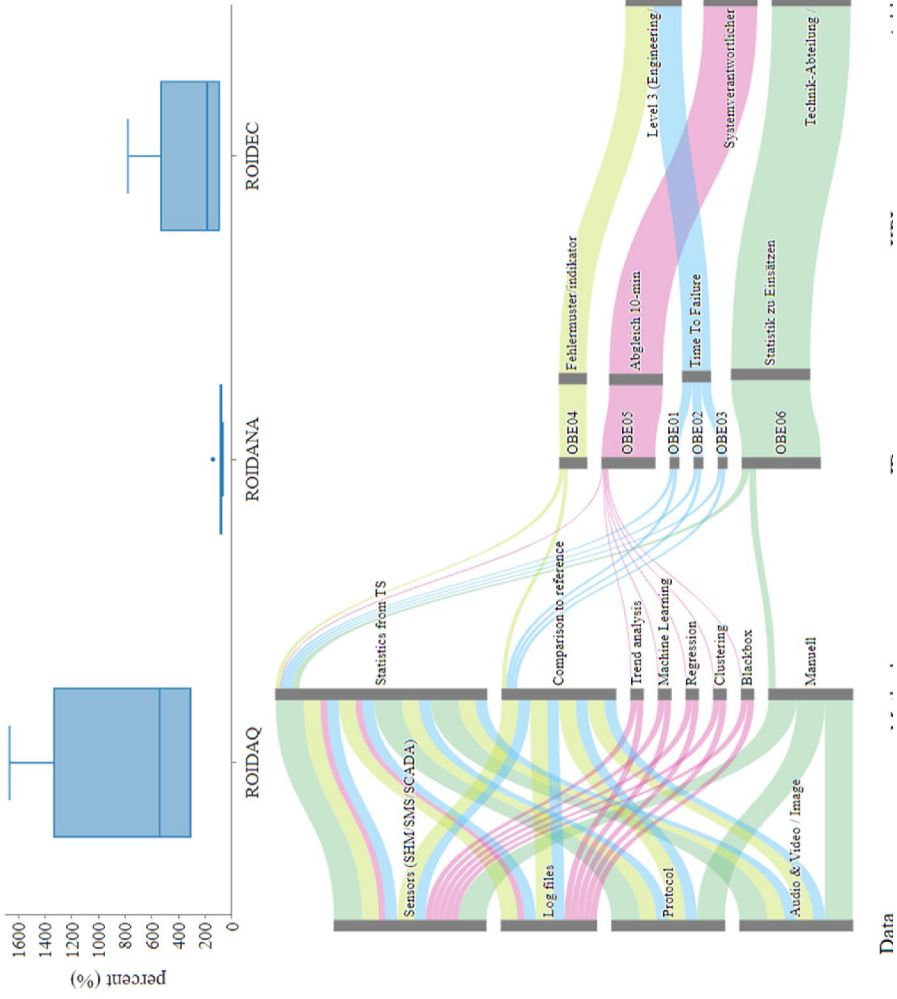 percent (%)
1600
1400
1200
1000
800
600
400
200
0
ROIDAQ
ROIDANA
ROIDEC
Sensors (SHM/SMS/SCADA)
Log files
Protocol
Audio & Video / Image
Statistics from TS
Comparison to reference
Trend analysis
Machine Learning
Regression
Clustering
Blackbox
Manuell
OBE04
OBE05
OBE01
OBE02
OBE03
OBE06
Fehlermuster/indikator
Abgleich 10-min
Time To Failure
Statistik zu Einsätzen
Level 3 (Engineering/
Systemverantwortlicher
Technik-Abteilung /
Data